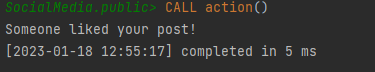 SocialMedia.public> CALL action()
Someone liked your post!
[2023-01-18 12:55:17] completed in 5 ms